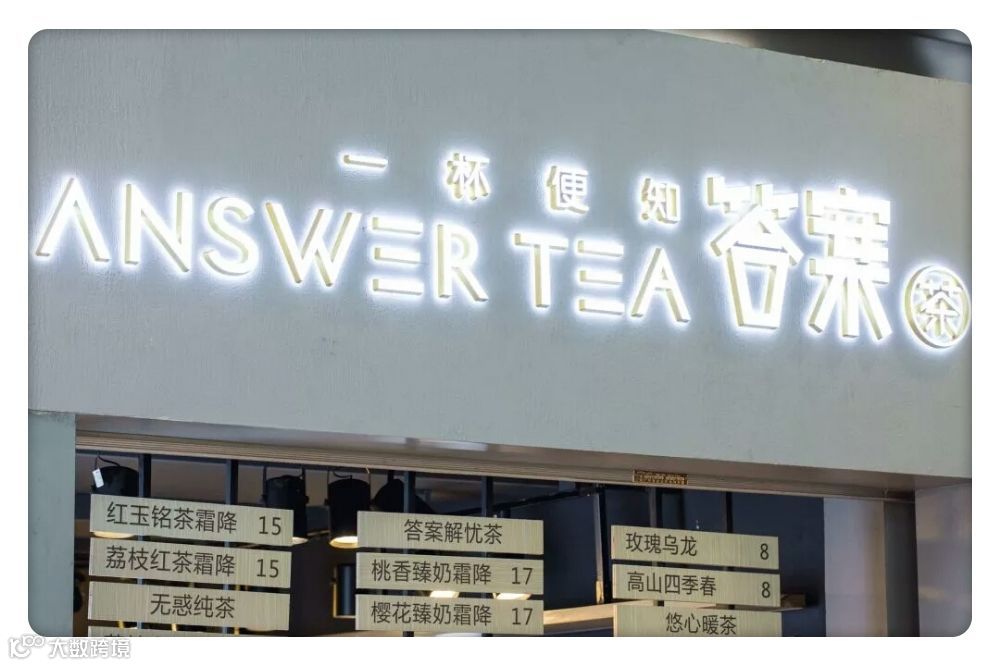 一杯便知
ANSWER TEA 答案茶
红玉铭茶霜降 15
荔枝红茶霜降 15
无惑纯茶
答案解忧茶
桃香臻奶霜降 17
樱花臻奶霜降 17
玫瑰乌龙 8
高山四季春 8
悠心暖茶
大数跨境